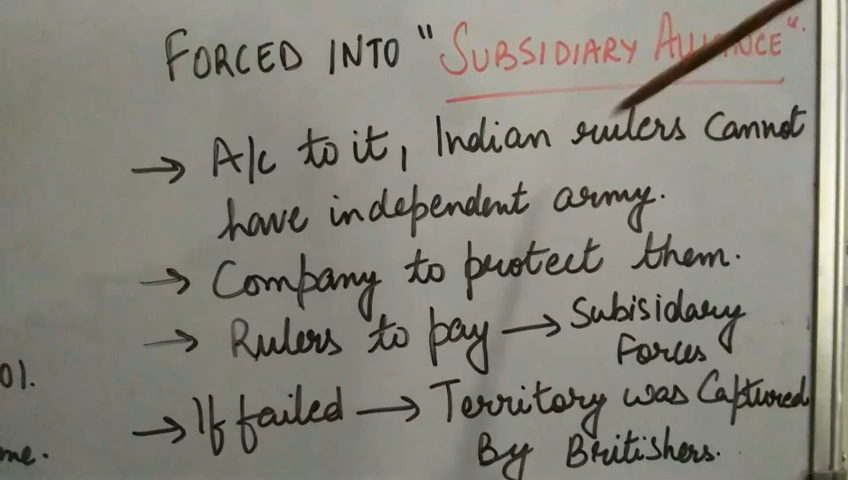 FORCED INTO "SUBSIDIARY ALLIANCE".
→ A/c to it, Indian rulers cannot
have independent army.
→ Company to protect them.
→ Rulers to pay → Subisidary
Forces
01.
→ If failed → Territory was Captured
me. By Britishers.